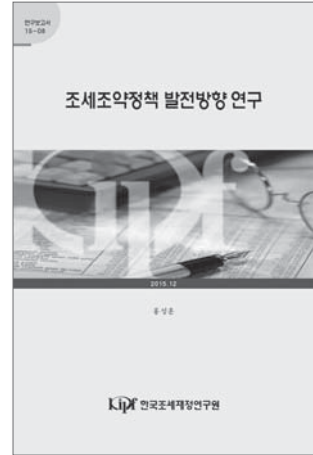 연구보고서
15-08
조세조약정책 발전방향 연구
kipf
2015.12
홍성훈
kipf 한국조세재정연구원